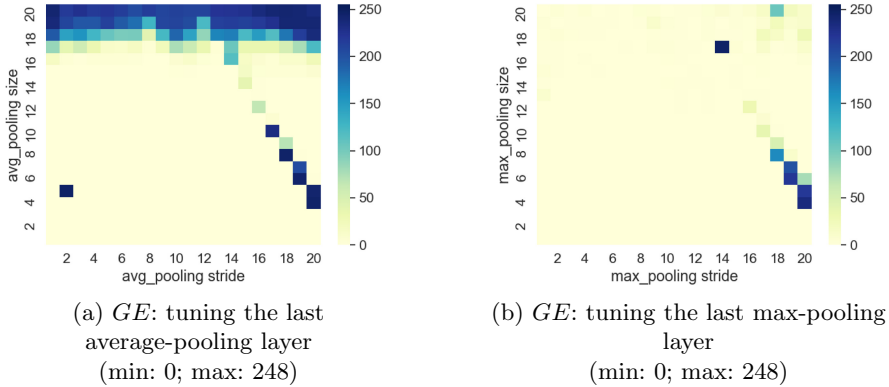 20
18
16
14
12
10
8
6
4
2
avg_pooling size
2 4 6 8 10 12 14 16 18 20
avg_pooling stride
250
200
150
100
50
0
(a) GE: tuning the last
average-pooling layer
(min: 0; max: 248)
20
18
16
14
12
10
8
6
4
2
max_pooling size
2 4 6 8 10 12 14 16 18 20
max_pooling stride
250
200
150
100
50
0
(b) GE: tuning the last max-pooling
layer
(min: 0; max: 248)